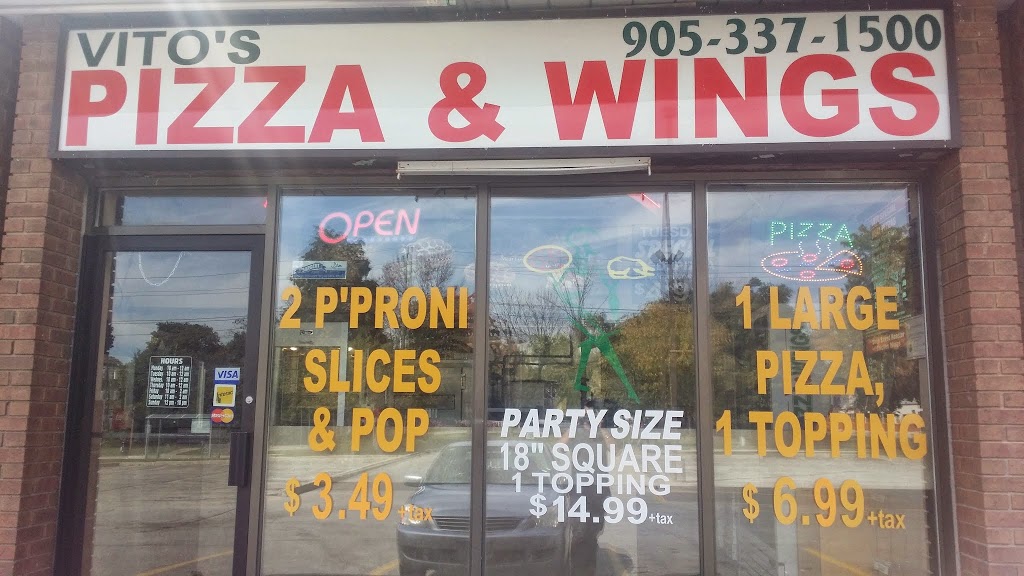 VITO'S
905-337-1500
PIZZA & WINGS
OPEN
PIZZA
2 P'PRONI
SLICES
& POP
$3.49 +tax
PARTY SIZE
18" SQUARE
1 TOPPING
$14.99 +tax
1 LARGE
PIZZA,
1 TOPPING
$6.99 +tax
HOURS
VISA